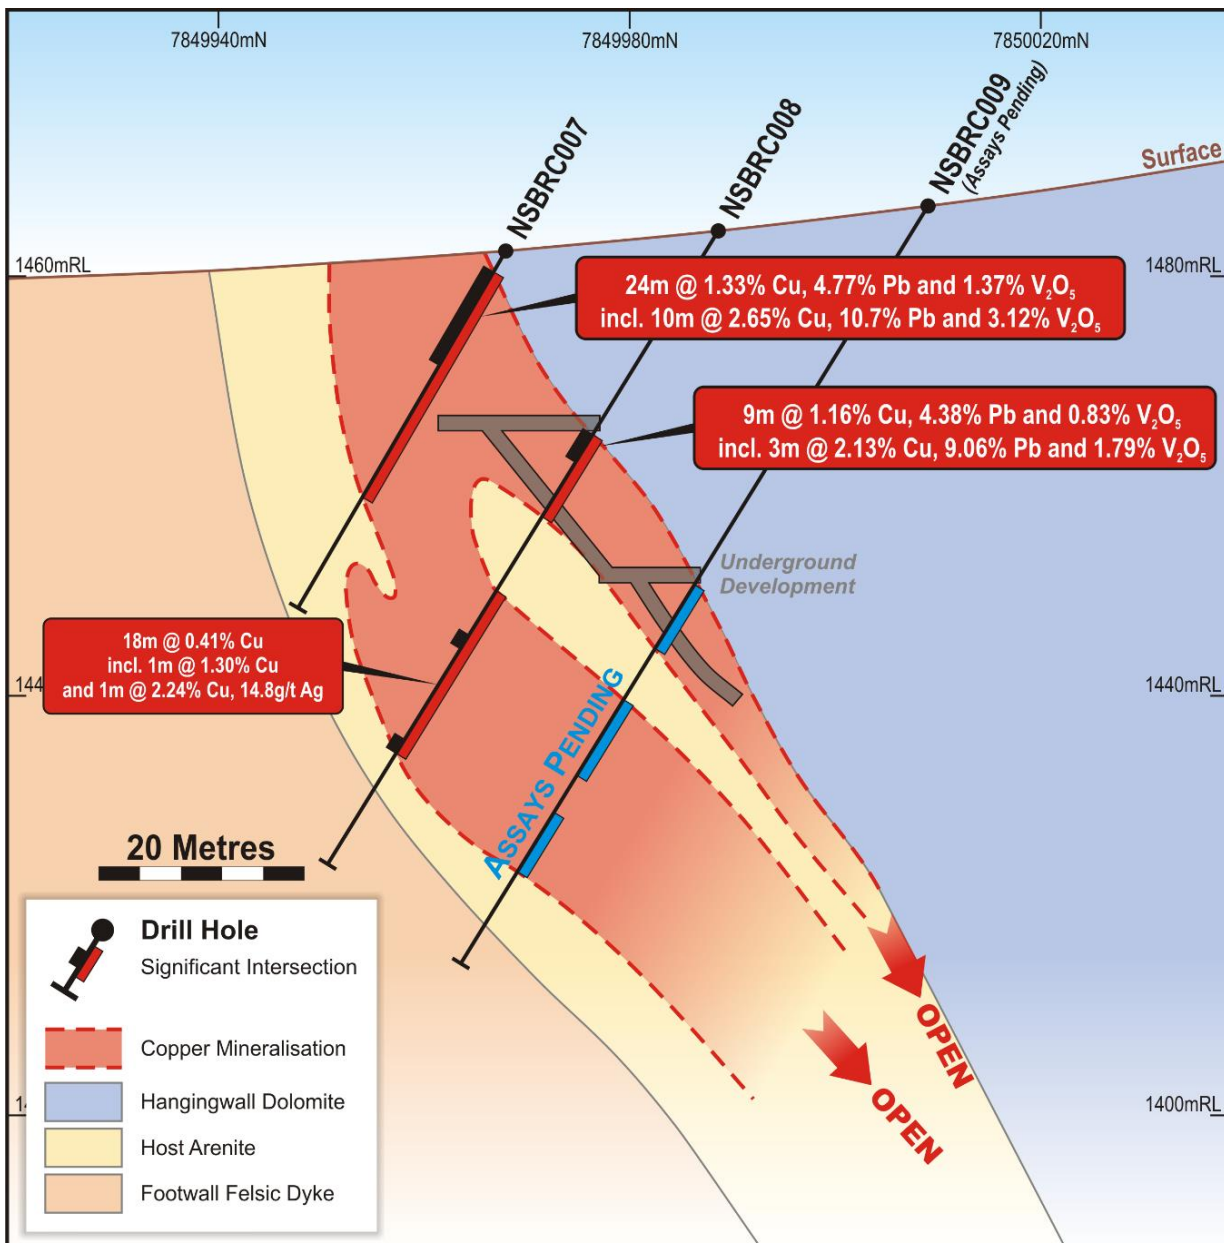 7849940mN
7849980mN
7850020mN
NSBRC007
NSBRC008
NSBRC009
(Assays Pending)
Surface
1460mRL
1480mRL
24m @ 1.33% Cu, 4.77% Pb and 1.37% V₂O₅
incl. 10m @ 2.65% Cu, 10.7% Pb and 3.12% V₂O₅
9m @ 1.16% Cu, 4.38% Pb and 0.83% V₂O₅
incl. 3m @ 2.13% Cu, 9.06% Pb and 1.79% V₂O₅
Underground
Development
18m @ 0.41% Cu
incl. 1m @ 1.30% Cu
and 1m @ 2.24% Cu, 14.8g/t Ag
1440mRL
ASSAYS PENDING
20 Metres
Drill Hole
Significant Intersection
Copper Mineralisation
Hangingwall Dolomite
Host Arenite
Footwall Felsic Dyke
OPEN
OPEN
1400mRL